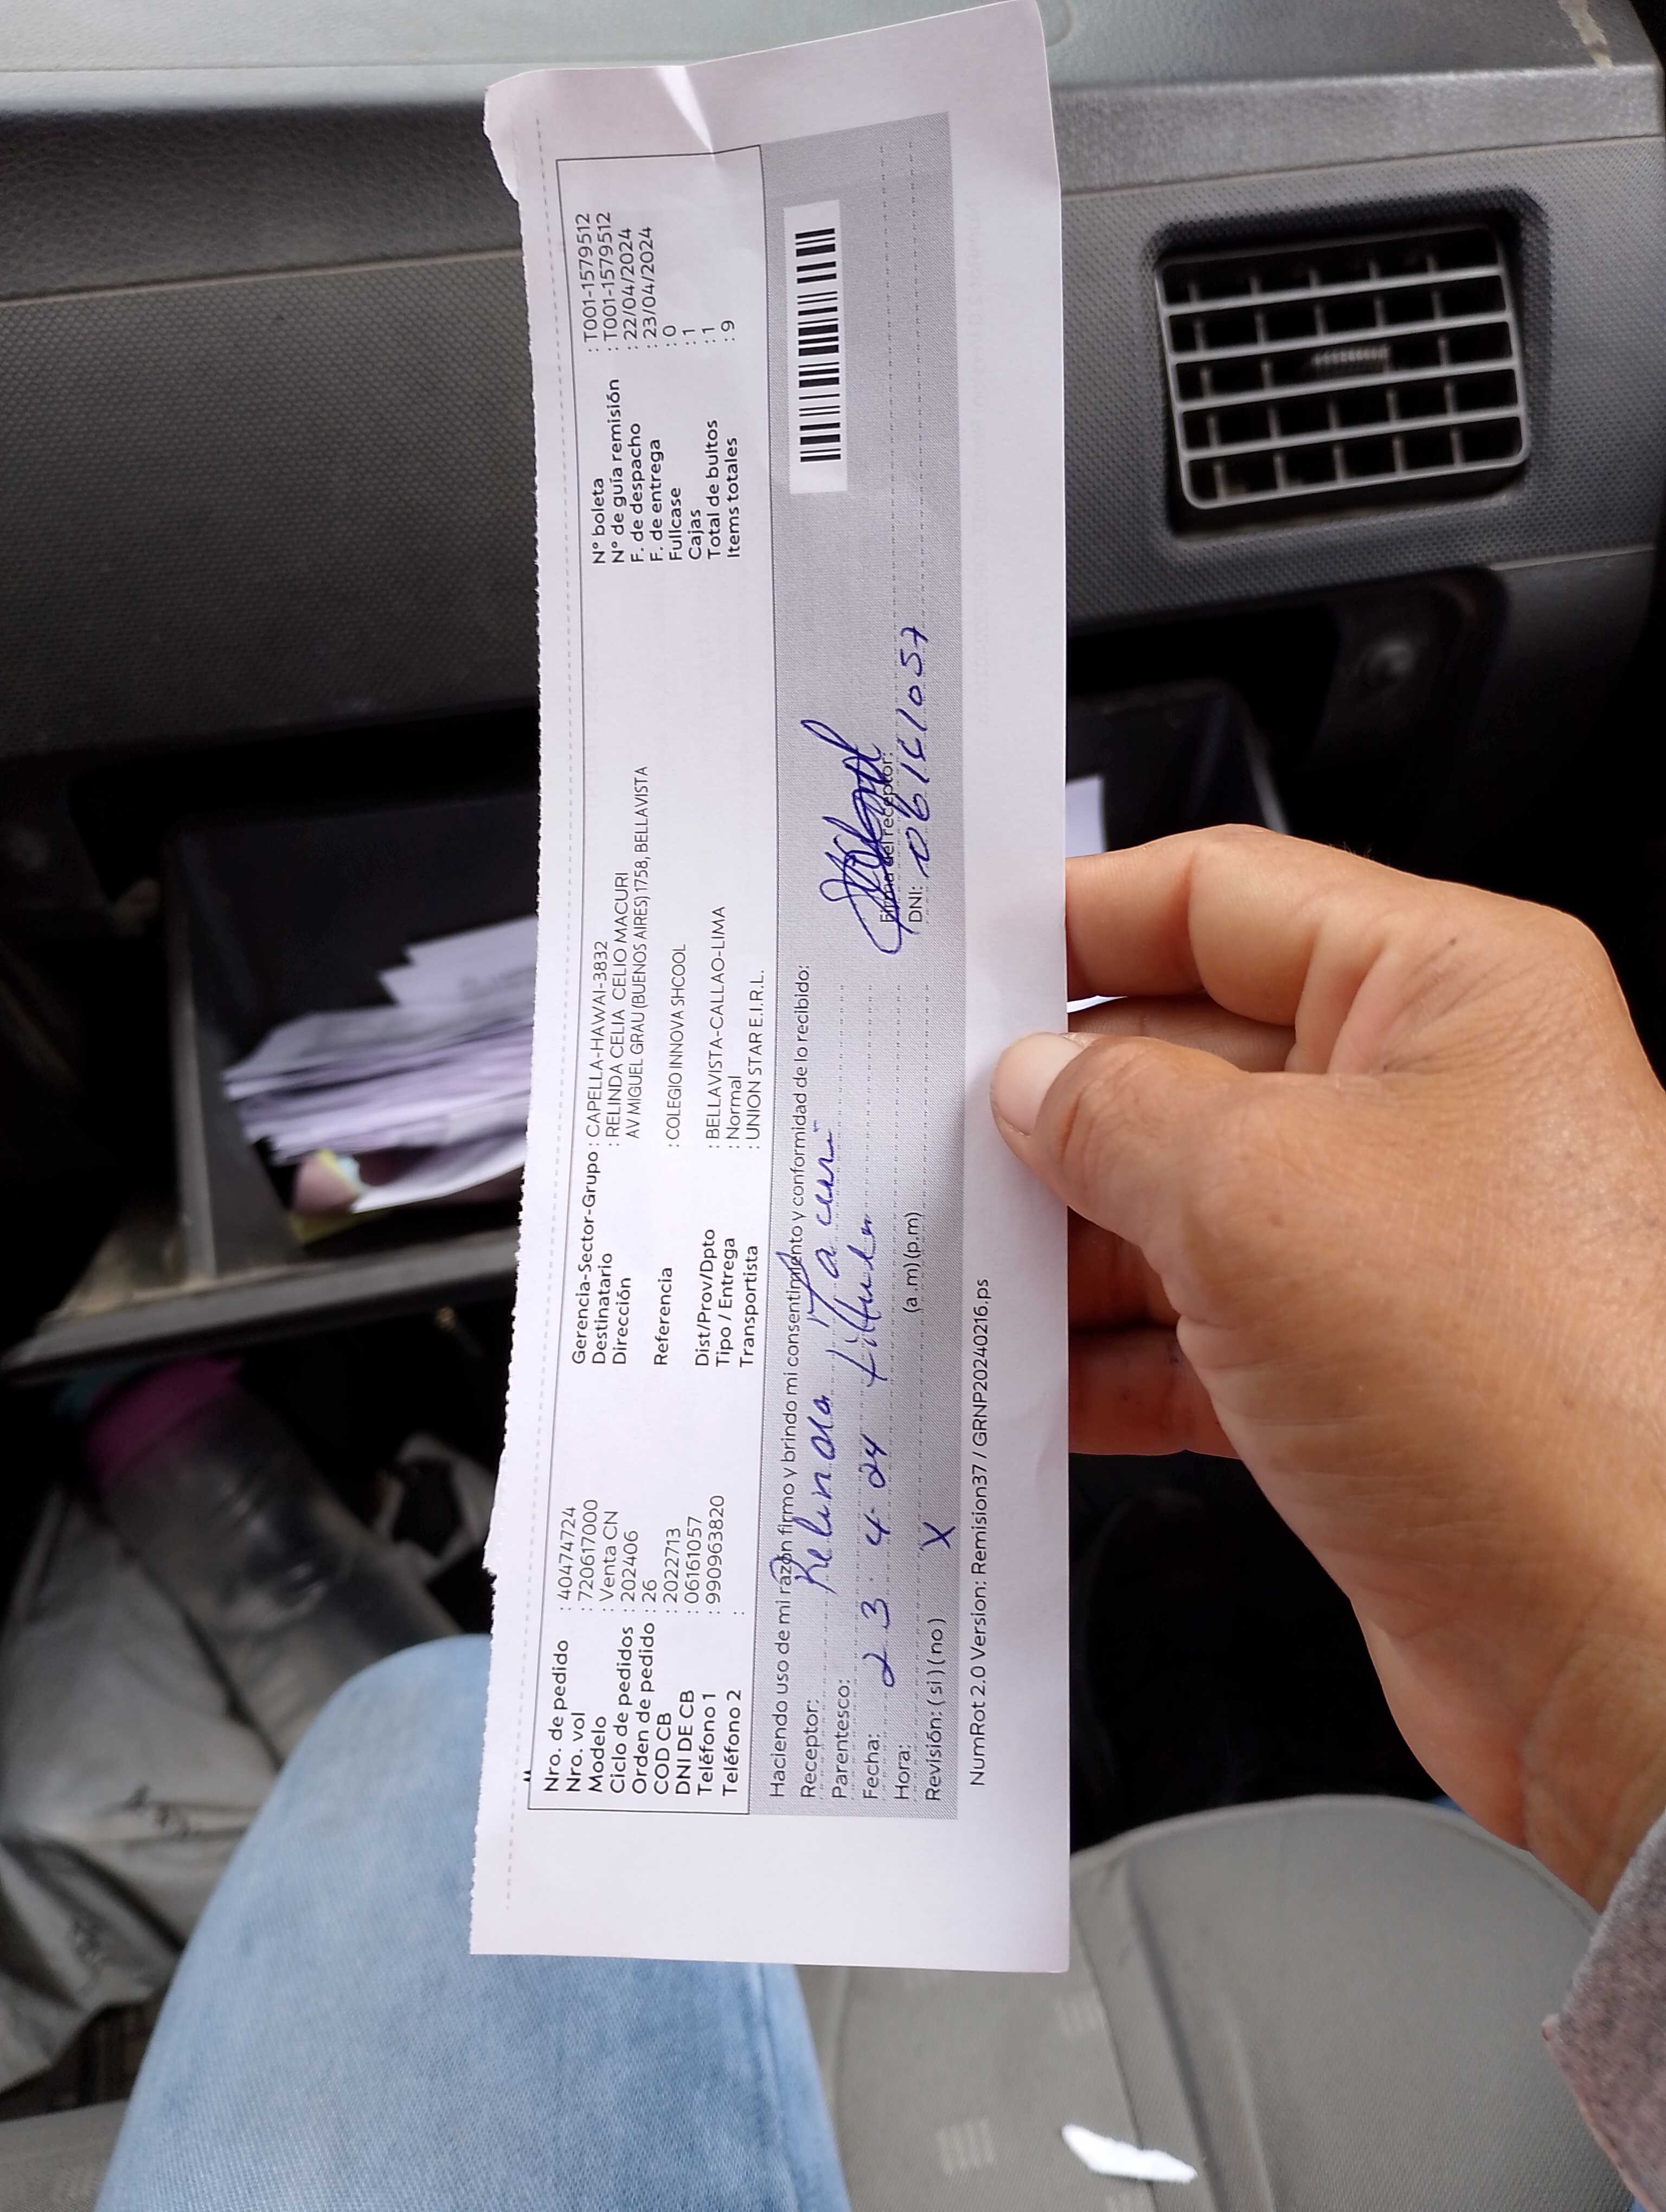 Nro. de pedido : 404747​24
Nro. vol : 720617000
Modelo : Venta CN
Ciclo de pedidos : 202406
Orden de pedido : 26
COD CB : 2022713
DNI DE CB : 06161057
Teléfono 1 : 990963820
Teléfono 2 :
Gerencia-Sector-Grupo : CAPELLA-HAWAI-3832
Destinatario : RELINDA CELIA CELIO MACURI
Dirección AV MIGUEL GRAU (BUENOS AIRES) 1758, BELLAVISTA
Referencia : COLEGIO INNOVA SHCOOL
Dist/Prov/Dpto : BELLAVISTA-CALLAO-LIMA
Tipo / Entrega : Normal
Transportista : UNION STAR E.I.R.L.
N° boleta : T001-1579512
N° de guía remisión : T001-1579512
F. de despacho : 22/04/2024
F. de entrega : 23/04/2024
Fullcase : 0
Cajas : 1
Total de bultos : 1
Items totales : 9
Haciendo uso de mi razón firmo y brindo mi consentimiento y conformidad de lo recibido:
Receptor: Relinda Macuri
Parentesco: Titular
Fecha: 23.4.24
Hora: (a.m)(p.m)
Revisión: (si)(no) X
Firma del receptor:
DNI: 06161057
NumRot 2.0 Version: Remision37 / GRNP20240216.ps